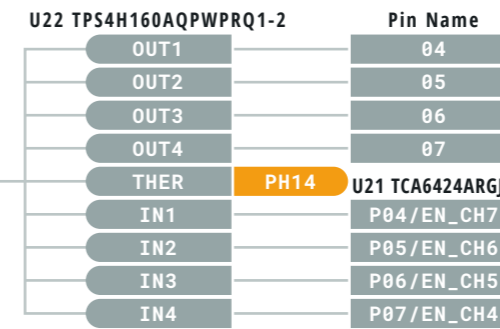 U22 TPS4H160AQPWPRQ1-2 Pin Name
OUT1 04
OUT2 05
OUT3 06
OUT4 07
THER PH14 U21 TCA6424ARGJ
IN1 P04/EN_CH7
IN2 P05/EN_CH6
IN3 P06/EN_CH5
IN4 P07/EN_CH4